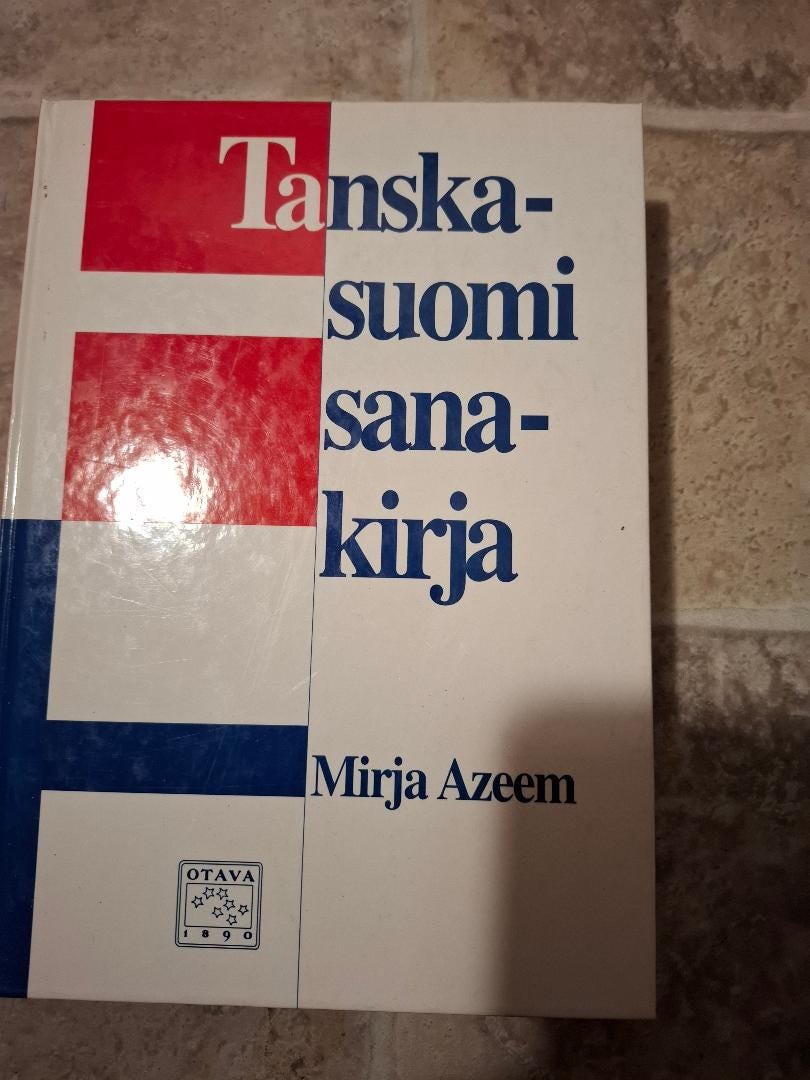 Tanska-
suomi
sana-
kirja
Mirja Azeem
OTAVA
1890